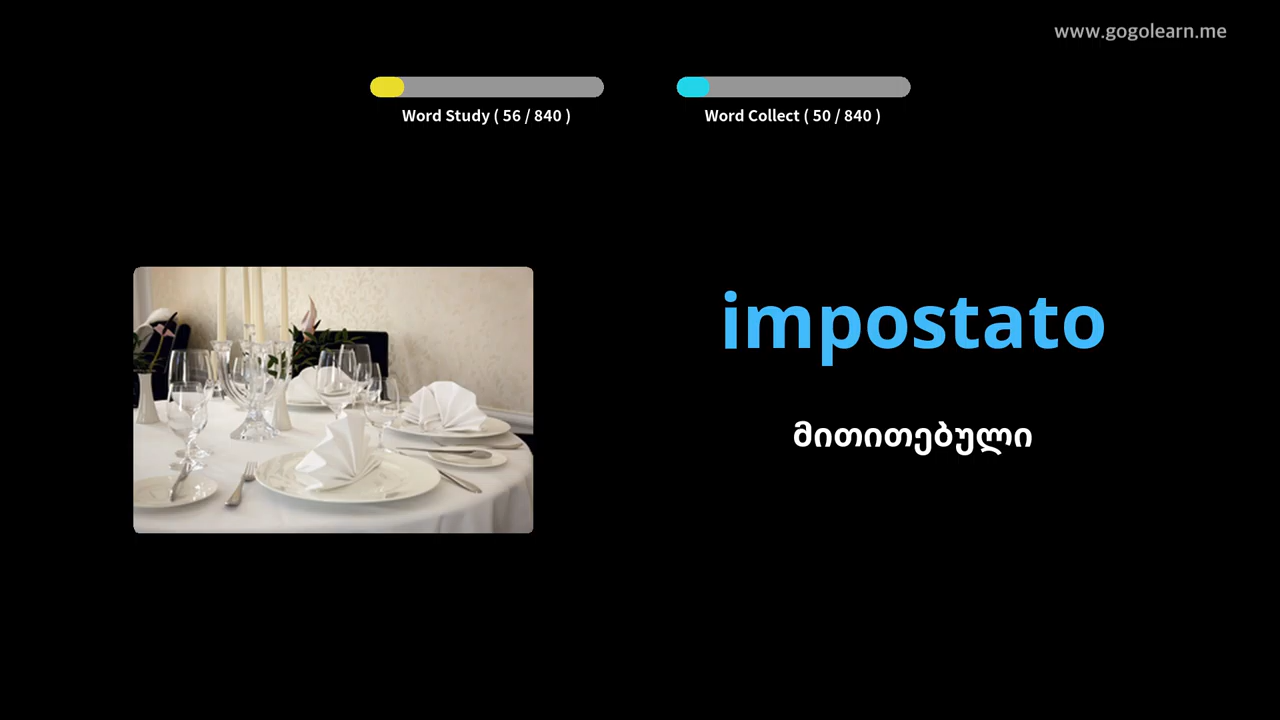 www.gogolearn.me
Word Study ( 56 / 840 )
Word Collect ( 50 / 840 )
impostato
მითითებული